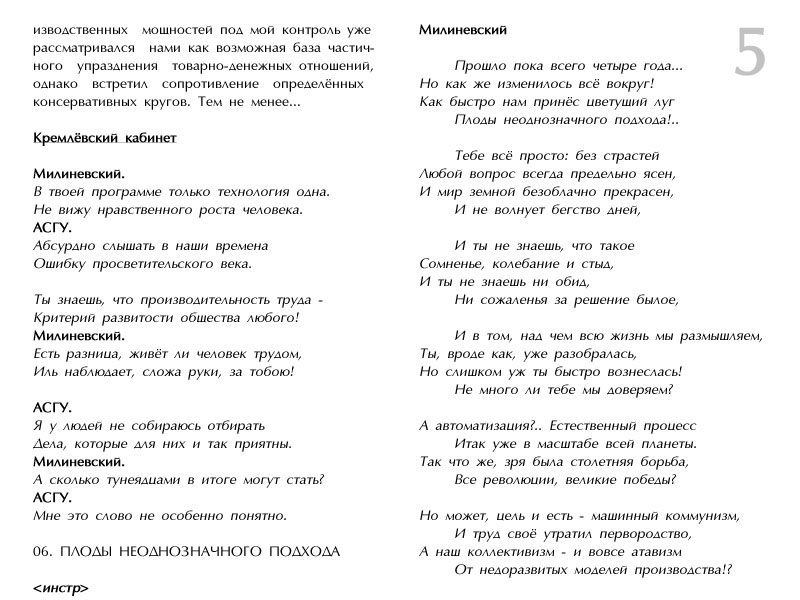 изводственных мощностей под мой контроль уже
рассматривался нами как возможная база частич-
ного упразднения товарно-денежных отношений,
однако встретил сопротивление определённых
консервативных кругов. Тем не менее...
Кремлёвский кабинет
Милиневский.
В твоей программе только технология одна.
Не вижу нравственного роста человека.
АСГУ.
Абсурдно слышать в наши времена
Ошибку просветительского века.
Ты знаешь, что производительность труда -
Критерий развитости общества любого!
Милиневский.
Есть разница, живёт ли человек трудом,
Иль наблюдает, сложа руки, за тобою!
АСГУ.
Я у людей не собираюсь отбирать
Дела, которые для них и так приятны.
Милиневский.
А сколько тунеядцами в итоге могут стать?
АСГУ.
Мне это слово не особенно понятно.
06. ПЛОДЫ НЕОДНОЗНАЧНОГО ПОДХОДА
<инстр>
5
Милиневский
Прошло пока всего четыре года...
Но как же изменилось всё вокруг!
Как быстро нам принёс цветуший луг
Плоды неоднозначного подхода!..
Тебе всё просто: без страстей
Любой вопрос всегда предельно ясен,
И мир земной безоблачно прекрасен,
И не волнует бегство дней,
И ты не знаешь, что такое
Сомненье, колебание и стыд,
И ты не знаешь ни обид,
Ни сожаленья за решение былое,
И в том, над чем всю жизнь мы размышляем,
Ты, вроде как, уже разобралась,
Но слишком уж ты быстро вознеслась!
Не много ли тебе мы доверяем?
А автоматизация?.. Естественный процесс
Итак уже в масштабе всей планеты.
Так что же, зря была столетняя борьба,
Все революции, великие победы?
Но может, цель и есть - машинный коммунизм,
И труд своё утратил первородство,
А наш коллективизм - и вовсе атавизм
От недоразвитых моделей производства!?